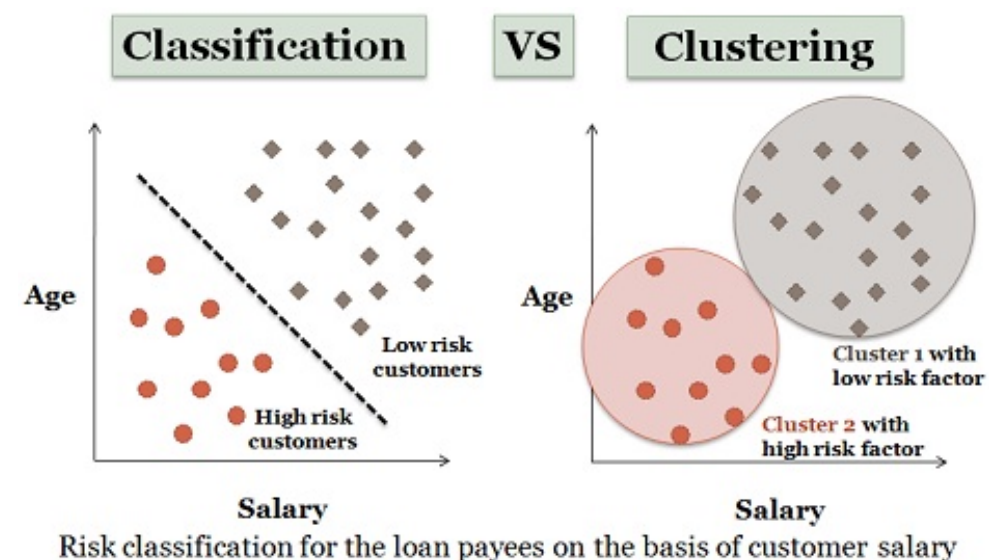 Classification
VS
Clustering
Age
Low risk
customers
High risk
customers
Salary
Age
Cluster 1 with
low risk factor
Cluster 2 with
high risk factor
Salary
Risk classification for the loan payees on the basis of customer salary